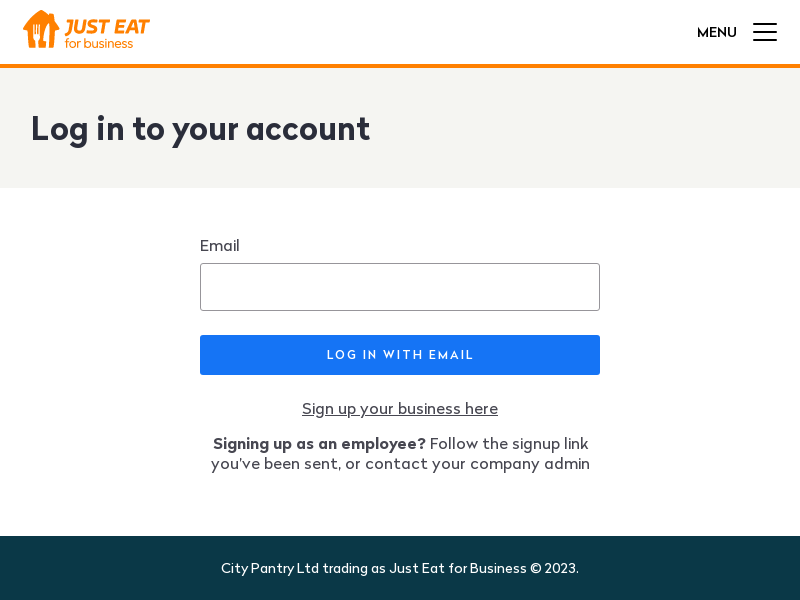 JUST EAT
for business
MENU
Log in to your account
Email
LOG IN WITH EMAIL
Sign up your business here
Signing up as an employee? Follow the signup link
you've been sent, or contact your company admin
City Pantry Ltd trading as Just Eat for Business © 2023.